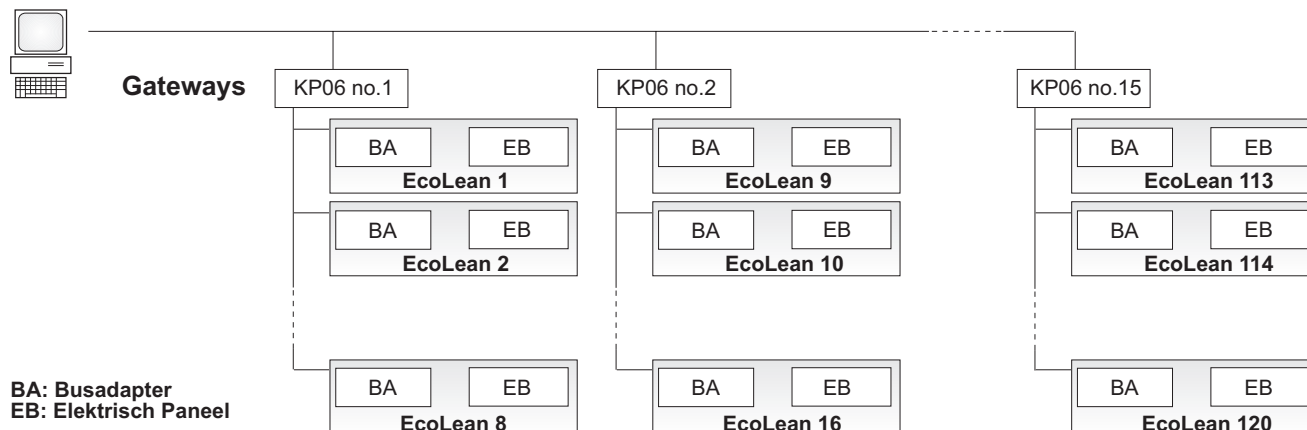 Gateways
KP06 no.1
KP06 no.2
KP06 no.15
BA EB
EcoLean 1
BA EB
EcoLean 9
BA EB
EcoLean 113
BA EB
EcoLean 2
BA EB
EcoLean 10
BA EB
EcoLean 114
BA EB
EcoLean 8
BA EB
EcoLean 16
BA EB
EcoLean 120
BA: Busadapter
EB: Elektrisch Paneel